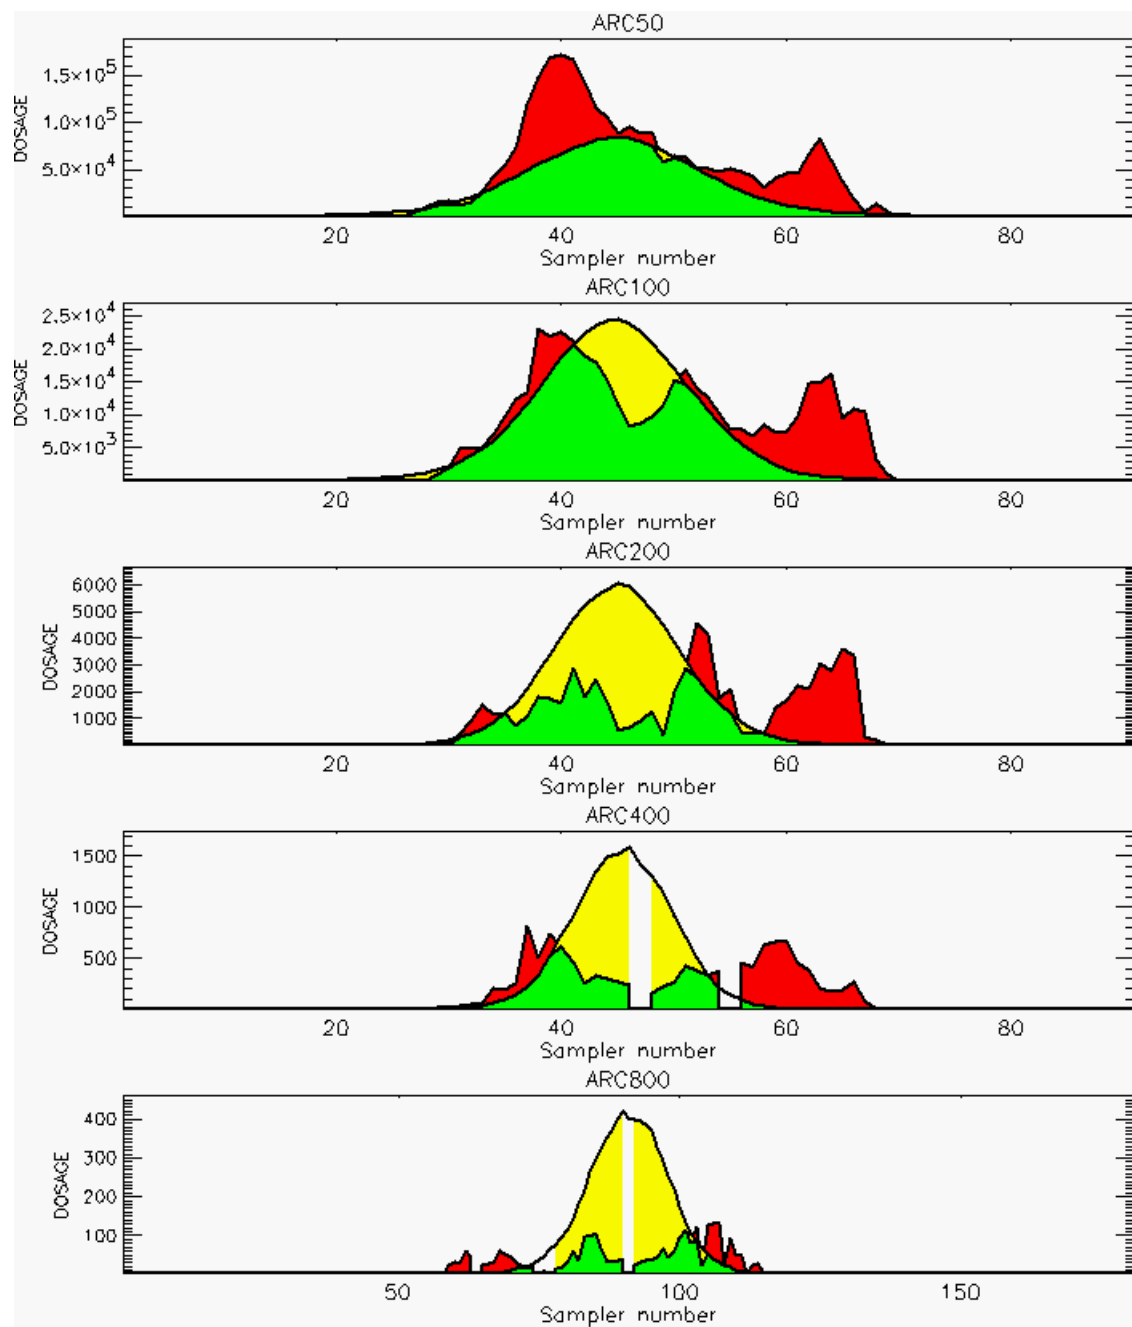 ARC50
1.5×10⁵
1.0×10⁵
5.0×10⁴
DOSAGE
20 40 60 80
Sampler number
ARC100
2.5×10⁴
2.0×10⁴
1.5×10⁴
1.0×10⁴
5.0×10³
DOSAGE
20 40 60 80
Sampler number
ARC200
6000
5000
4000
3000
2000
1000
DOSAGE
20 40 60 80
Sampler number
ARC400
1500
1000
500
DOSAGE
20 40 60 80
Sampler number
ARC800
400
300
200
100
DOSAGE
50 100 150
Sampler number